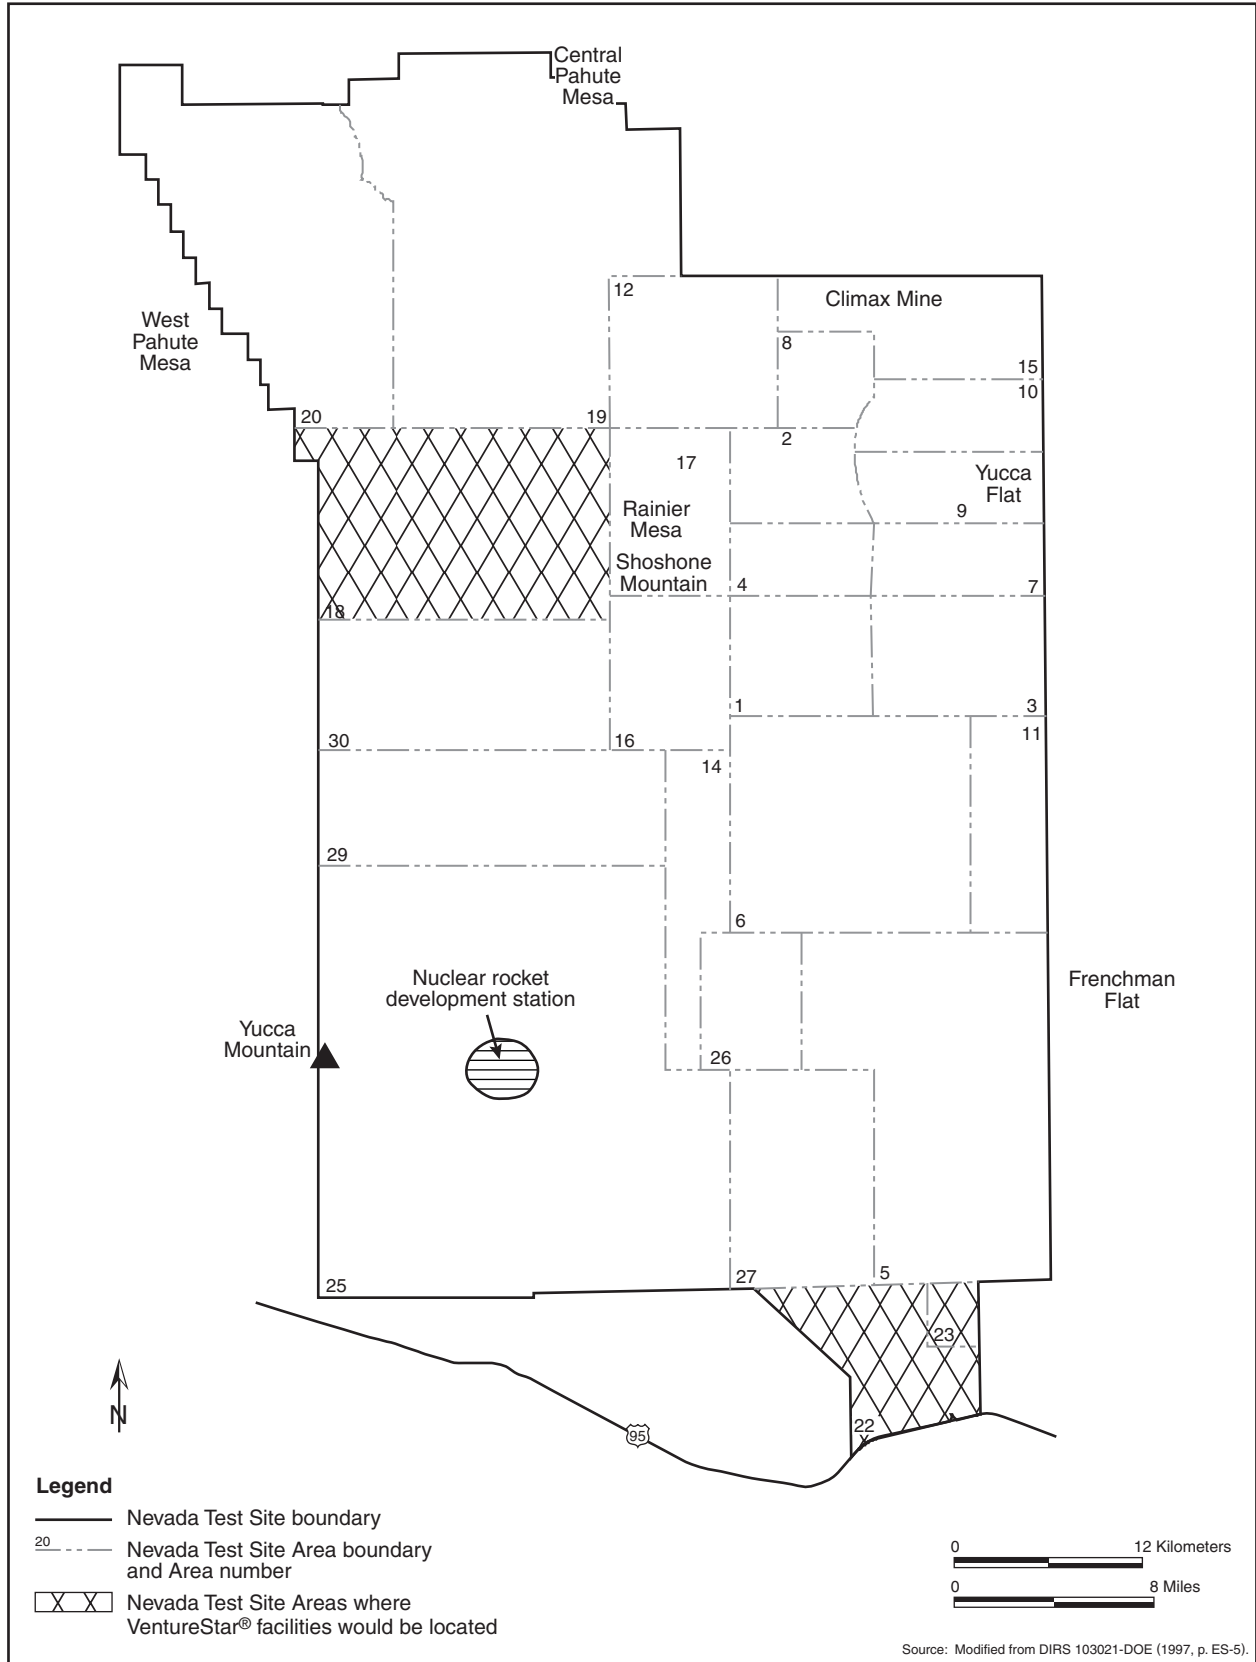 Central
Pahute
Mesa
12
Climax Mine
West
Pahute
Mesa
8
15
10
20
19
2
17
Yucca
Flat
Rainier
Mesa
9
Shoshone
Mountain
4
7
18
1
3
30
16
11
14
29
6
Nuclear rocket
development station
Frenchman
Flat
Yucca
Mountain
26
25
27
5
23
N
95
22
Legend
Nevada Test Site boundary
20
Nevada Test Site Area boundary
and Area number
Nevada Test Site Areas where
VentureStar® facilities would be located
0 12 Kilometers
0 8 Miles
Source: Modified from DIRS 103021-DOE (1997, p. ES-5).